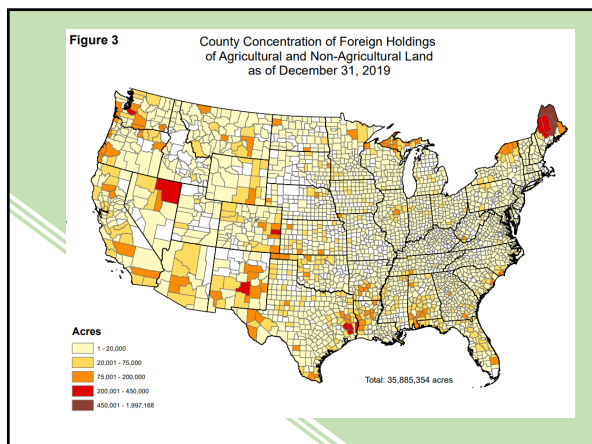 Figure 3
County Concentration of Foreign Holdings
of Agricultural and Non-Agricultural Land
as of December 31, 2019
Acres
1 - 20,000
20,001 - 75,000
75,001 - 200,000
200,001 - 450,000
450,001 - 1,997,168
Total: 35,885,354 acres